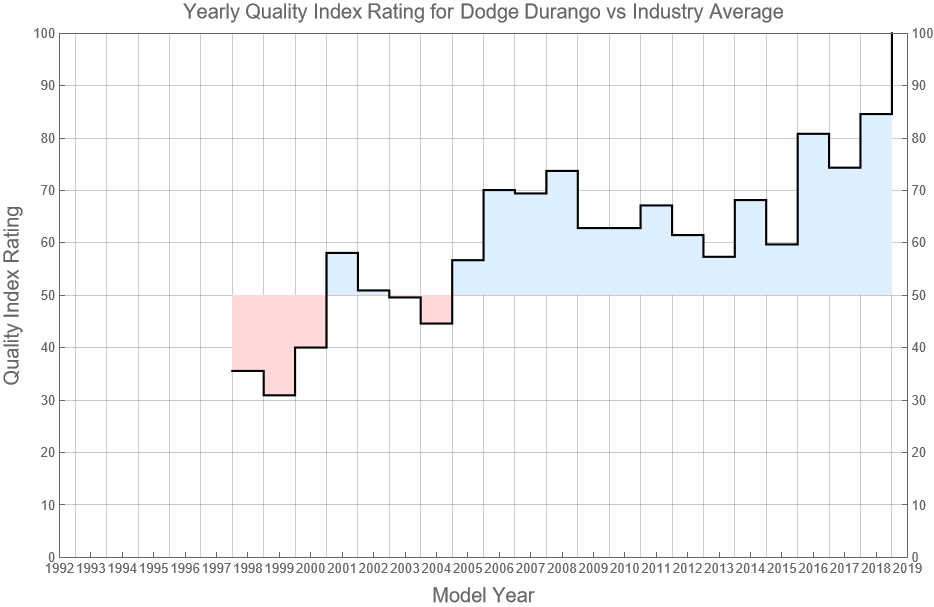 Yearly Quality Index Rating for Dodge Durango vs Industry Average
100 100
90 90
80 80
70 70
60 60
50 50
40 40
30 30
20 20
10 10
0 0
Quality Index Rating
1992 1993 1994 1995 1996 1997 1998 1999 2000 2001 2002 2003 2004 2005 2006 2007 2008 2009 2010 2011 2012 2013 2014 2015 2016 2017 2018 2019
Model Year